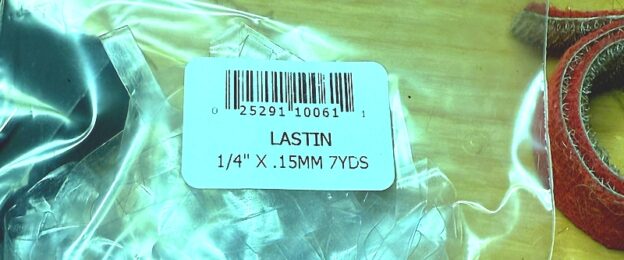 0 25291 10061 1
LASTIN
1/4" X .15MM 7YDS